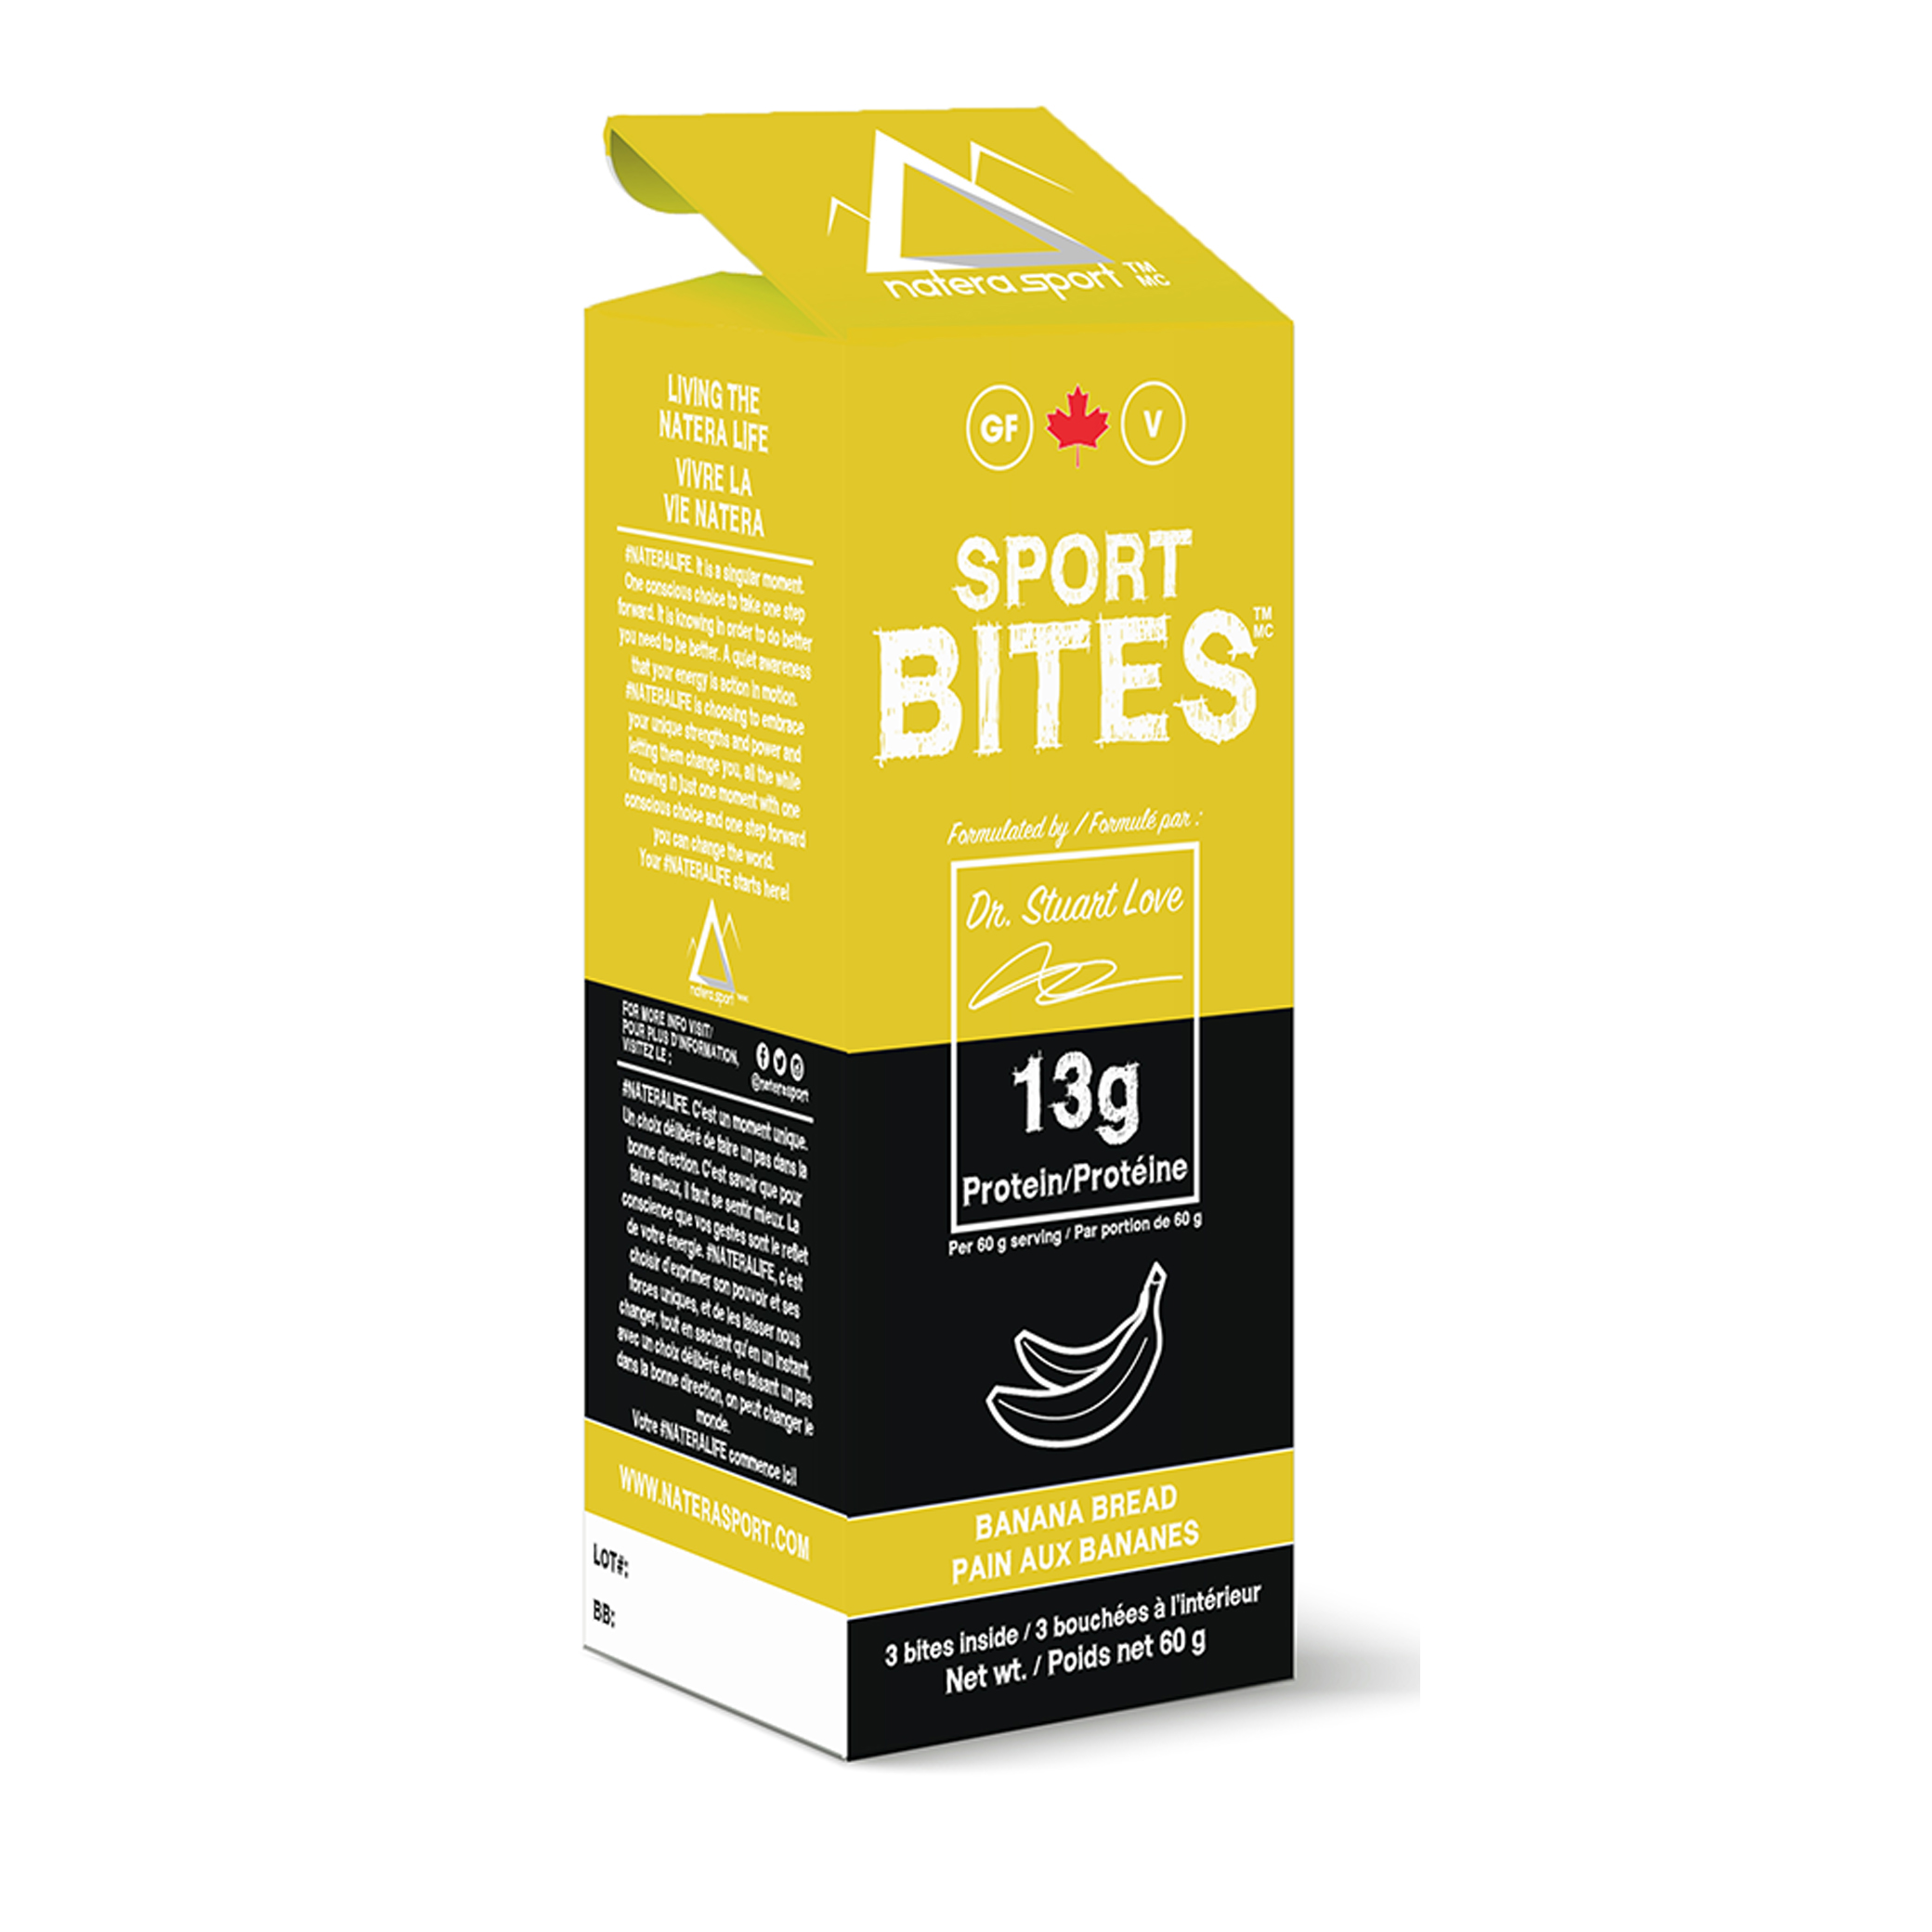 natera sport TM MC
GF V
SPORT
BITES TM MC
Formulated by / Formulé par :
Dr. Stuart Love
13g
Protein/Protéine
Per 60 g serving / Par portion de 60 g
BANANA BREAD
PAIN AUX BANANES
3 bites inside / 3 bouchées à l'intérieur
Net wt. / Poids net 60 g
LIVING THE
NATERA LIFE
VIVRE LA
VIE NATERA
#NATERALIFE. It is a singular moment.
One conscious choice to take one step
forward. It is knowing in order to do better
you need to be better. A quiet awareness
that your energy is action in motion.
#NATERALIFE is choosing to embrace
your unique strengths and power and
letting them change you, all the while
knowing in just one moment with one
conscious choice and one step forward
you can change the world.
Your #NATERALIFE starts here!
natera sport
FOR MORE INFO VISIT/
POUR PLUS D'INFORMATION,
VISITEZ LE :
@naterasport
#NATERALIFE. C'est un moment unique.
Un choix délibéré de faire un pas dans la
bonne direction. C'est savoir que pour
faire mieux, il faut se sentir mieux. La
conscience que vos gestes sont le reflet
de votre énergie. #NATERALIFE, c'est
choisir d'exprimer son pouvoir et ses
forces uniques, et de les laisser nous
changer, tout en sachant qu'en un instant,
avec un choix délibéré et en faisant un pas
dans la bonne direction, on peut changer le
monde.
Votre #NATERALIFE commence ici!
WWW.NATERASPORT.COM
LOT#:
BB: